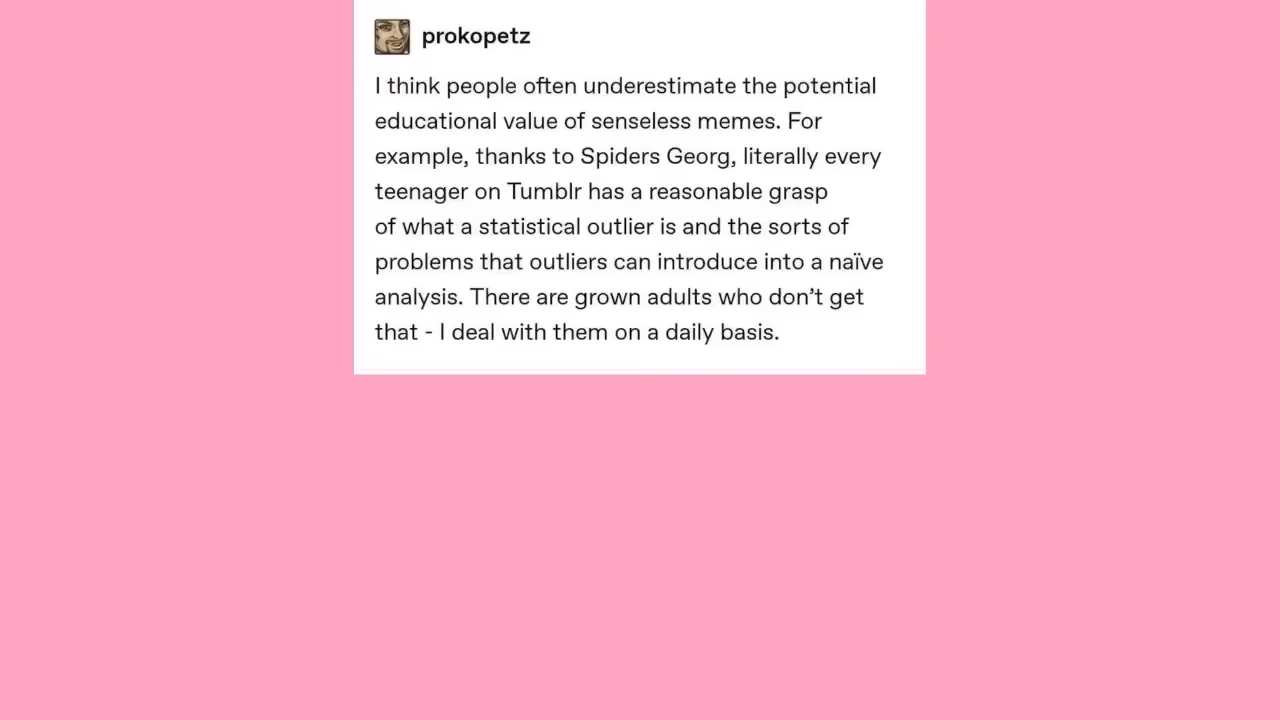 prokopetz
I think people often underestimate the potential
educational value of senseless memes. For
example, thanks to Spiders Georg, literally every
teenager on Tumblr has a reasonable grasp
of what a statistical outlier is and the sorts of
problems that outliers can introduce into a naïve
analysis. There are grown adults who don’t get
that - I deal with them on a daily basis.